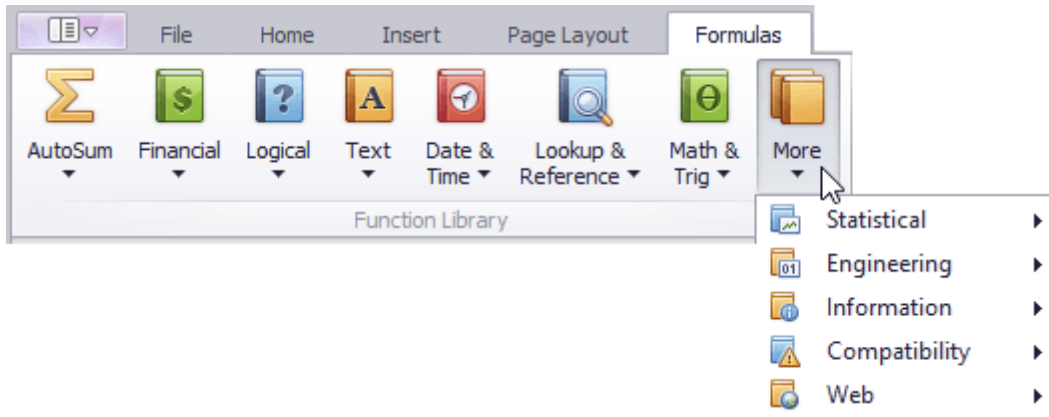 File Home Insert Page Layout Formulas
AutoSum Financial Logical Text Date & Lookup & Math & More
Time Reference Trig
Function Library
Statistical
Engineering
Information
Compatibility
Web